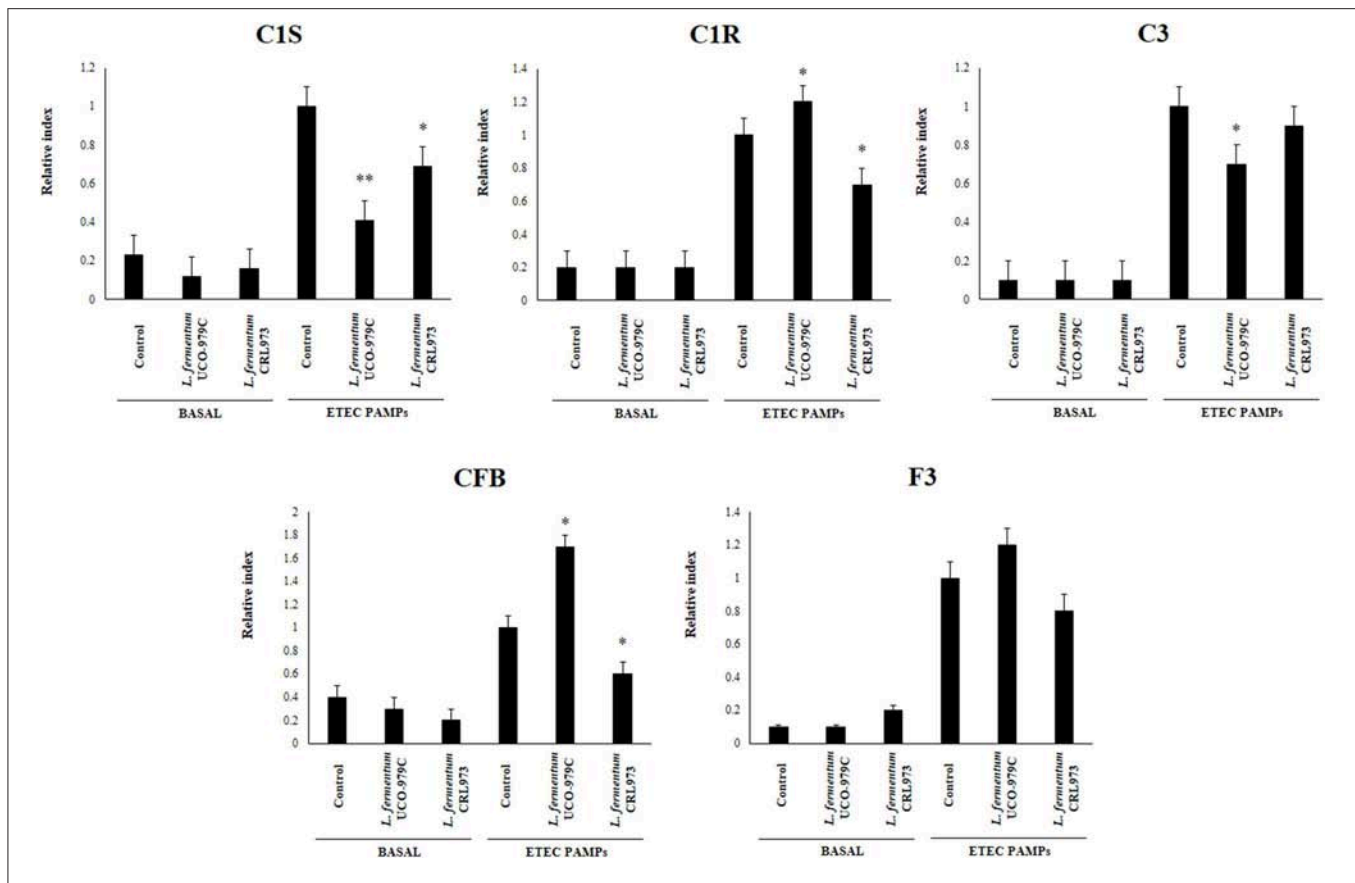 C1S
Relative index
1.2
1
0.8
0.6
0.4
0.2
0
**
*
Control
L. fermentum
UCO-979C
L. fermentum
CRL973
Control
L. fermentum
UCO-979C
L. fermentum
CRL973
BASAL
ETEC PAMPs
C1R
Relative index
1.4
1.2
1
0.8
0.6
0.4
0.2
0
*
*
Control
L. fermentum
UCO-979C
L. fermentum
CRL973
Control
L. fermentum
UCO-979C
L. fermentum
CRL973
BASAL
ETEC PAMPs
C3
Relative index
1.2
1
0.8
0.6
0.4
0.2
0
*
Control
L. fermentum
UCO-979C
L. fermentum
CRL973
Control
L. fermentum
UCO-979C
L. fermentum
CRL973
BASAL
ETEC PAMPs
CFB
Relative index
2
1.8
1.6
1.4
1.2
1
0.8
0.6
0.4
0.2
0
*
*
Control
L. fermentum
UCO-979C
L. fermentum
CRL973
Control
L. fermentum
UCO-979C
L. fermentum
CRL973
BASAL
ETEC PAMPs
F3
Relative index
1.4
1.2
1
0.8
0.6
0.4
0.2
0
Control
L. fermentum
UCO-979C
L. fermentum
CRL973
Control
L. fermentum
UCO-979C
L. fermentum
CRL973
BASAL
ETEC PAMPs